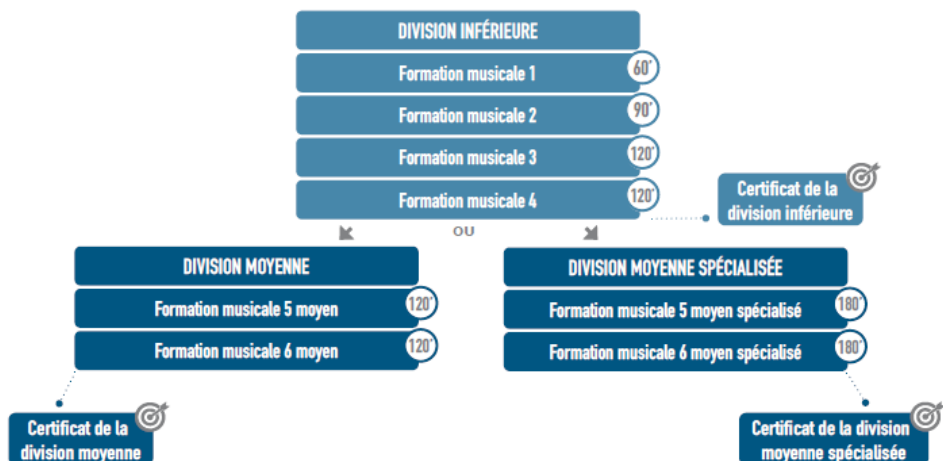 DIVISION INFÉRIEURE
Formation musicale 1
60'
Formation musicale 2
90'
Formation musicale 3
120'
Formation musicale 4
120'
Certificat de la
division inférieure
OU
DIVISION MOYENNE
Formation musicale 5 moyen
120'
Formation musicale 6 moyen
120'
Certificat de la
division moyenne
DIVISION MOYENNE SPÉCIALISÉE
Formation musicale 5 moyen spécialisé
180'
Formation musicale 6 moyen spécialisé
180'
Certificat de la division
moyenne spécialisée